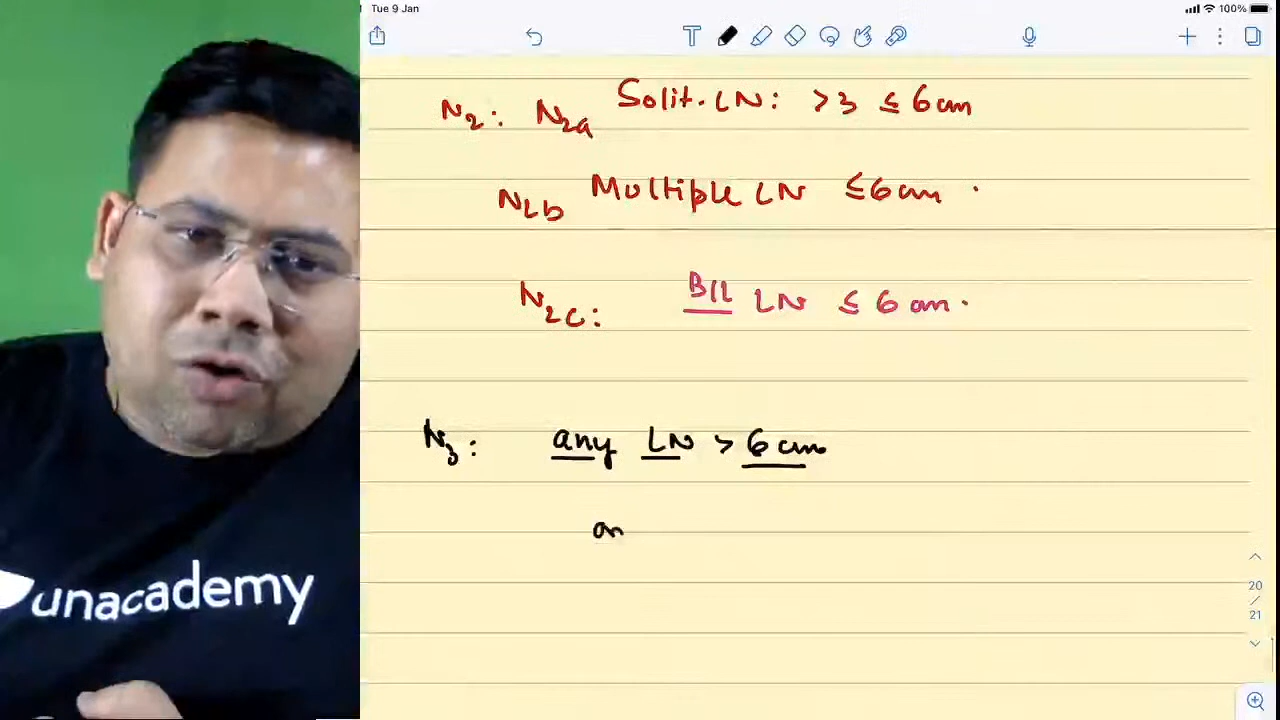 Tue 9 Jan
100%
N2: N2a Solit. LN: >3 ≤ 6 cm
N2b Multiple LN ≤6 cm .
N2c: B/L LN ≤ 6 cm.
N3: any LN > 6 cm
an
unacademy
20
/
21